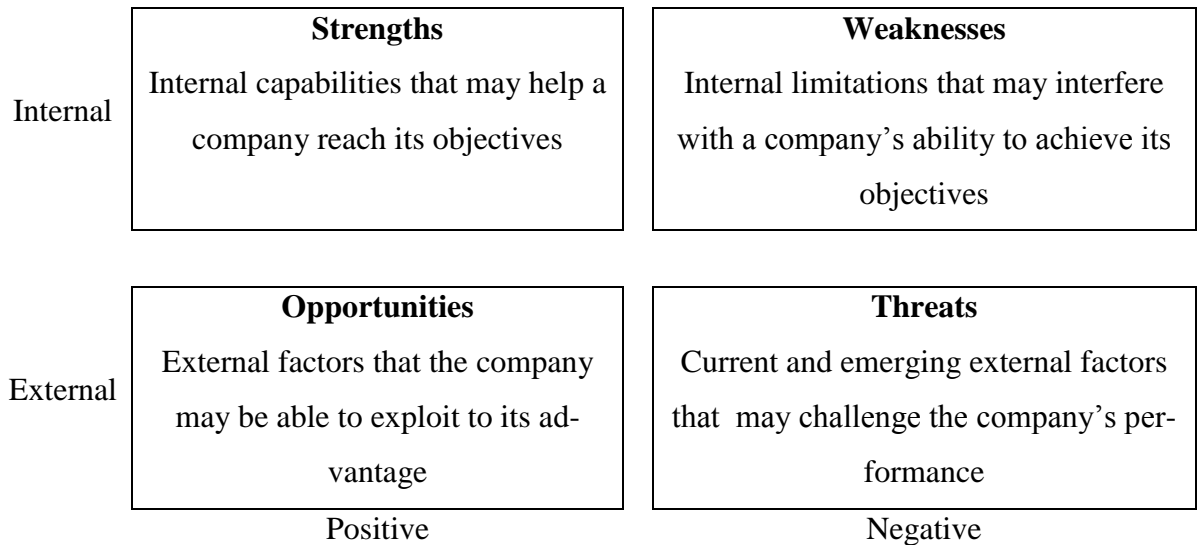 Strengths
Internal capabilities that may help a
company reach its objectives
Weaknesses
Internal limitations that may interfere
with a company’s ability to achieve its
objectives
Internal
Opportunities
External factors that the company
may be able to exploit to its ad-
vantage
Threats
Current and emerging external factors
that  may challenge the company’s per-
formance
External
Positive
Negative